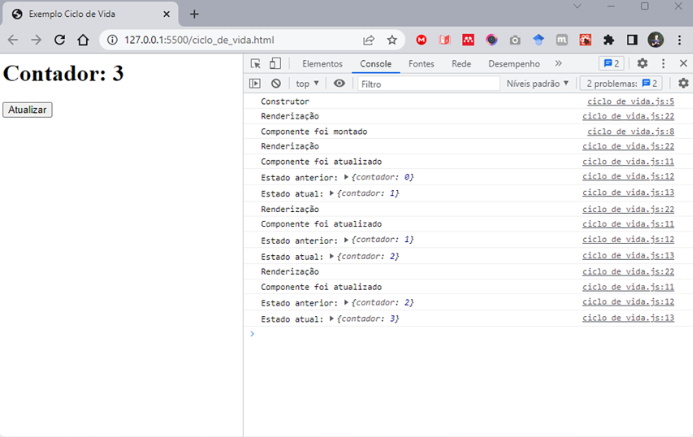 Exemplo Ciclo de Vida
127.0.0.1:5500/ciclo_de_vida.html
Contador: 3
Atualizar
Elementos Console Fontes Rede Desempenho » 2
top Filtro Níveis padrão 2 problemas: 2
Construtor ciclo de vida.js:5
Renderização ciclo de vida.js:22
Componente foi montado ciclo de vida.js:8
Renderização ciclo de vida.js:22
Componente foi atualizado ciclo de vida.js:11
Estado anterior: {contador: 0} ciclo de vida.js:12
Estado atual: {contador: 1} ciclo de vida.js:13
Renderização ciclo de vida.js:22
Componente foi atualizado ciclo de vida.js:11
Estado anterior: {contador: 1} ciclo de vida.js:12
Estado atual: {contador: 2} ciclo de vida.js:13
Renderização ciclo de vida.js:22
Componente foi atualizado ciclo de vida.js:11
Estado anterior: {contador: 2} ciclo de vida.js:12
Estado atual: {contador: 3} ciclo de vida.js:13